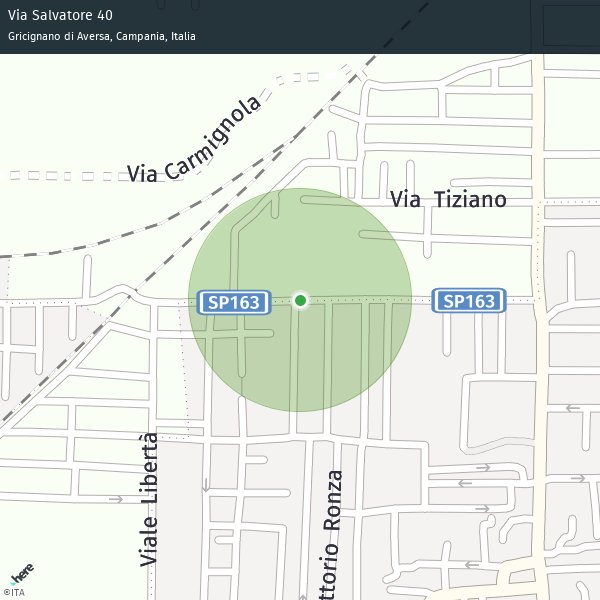 Via Salvatore 40
Gricignano di Aversa, Campania, Italia
Via Carmignola
Via Tiziano
SP163
SP163
Viale Libertà
ttorio Ronza
here
©ITA